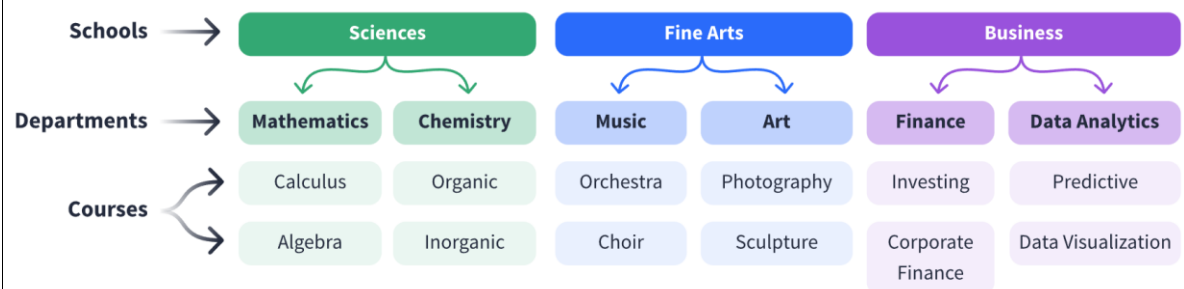 Schools Sciences Fine Arts Business
Departments Mathematics Chemistry Music Art Finance Data Analytics
Calculus Organic Orchestra Photography Investing Predictive
Courses
Algebra Inorganic Choir Sculpture Corporate Data Visualization
Finance